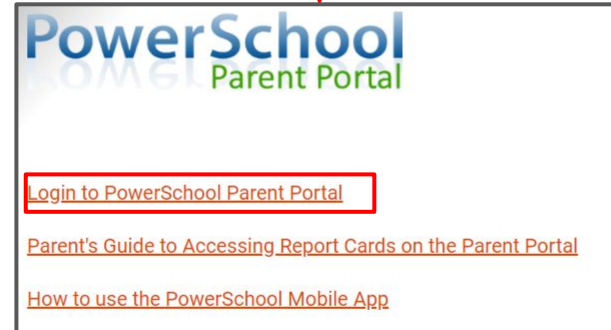 PowerSchool
Parent Portal
Login to PowerSchool Parent Portal
Parent's Guide to Accessing Report Cards on the Parent Portal
How to use the PowerSchool Mobile App